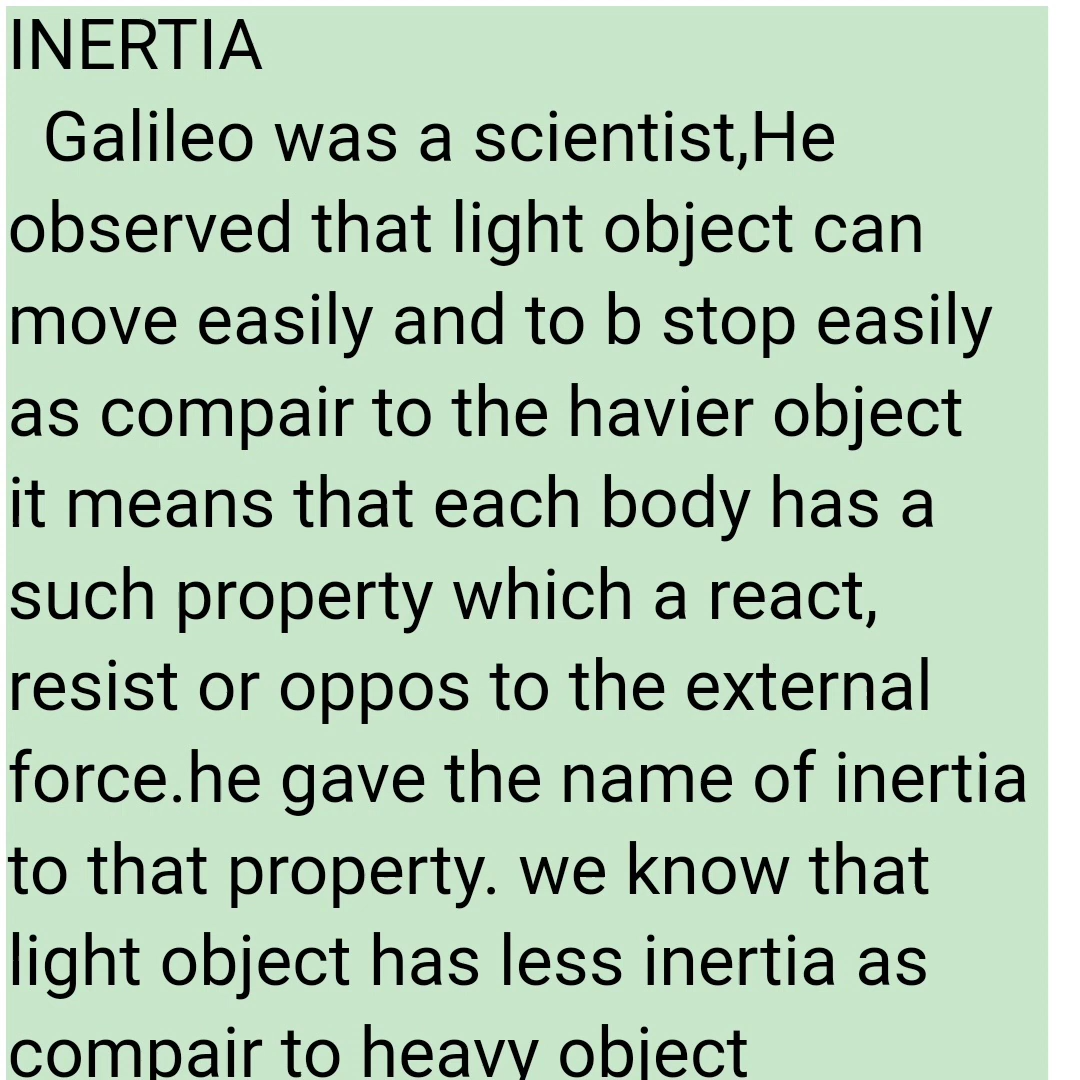 INERTIA
Galileo was a scientist,He
observed that light object can
move easily and to b stop easily
as compair to the havier object
it means that each body has a
such property which a react,
resist or oppos to the external
force.he gave the name of inertia
to that property. we know that
light object has less inertia as
compair to heavy object